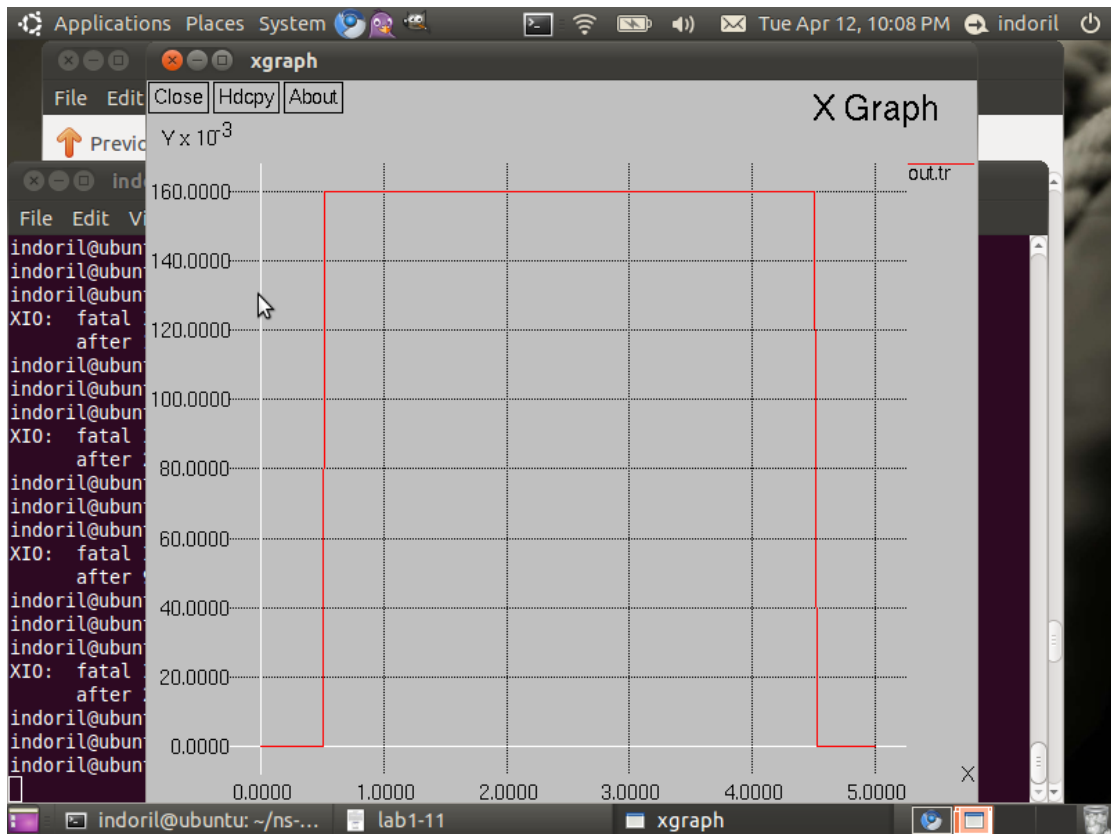 Applications Places System Tue Apr 12, 10:08 PM indoril
xgraph
File Edit
Close Hdcpy About
X Graph
Y x 10-3
out.tr
File Edit
160.0000
140.0000
120.0000
100.0000
80.0000
60.0000
40.0000
20.0000
0.0000
0.0000 1.0000 2.0000 3.0000 4.0000 5.0000
X
indoril@ubun
indoril@ubun
indoril@ubun
XIO: fatal
after
indoril@ubun
indoril@ubun
indoril@ubun
XIO: fatal
after
indoril@ubun
indoril@ubun
indoril@ubun
XIO: fatal
after
indoril@ubun
indoril@ubun
indoril@ubun
XIO: fatal
after
indoril@ubun
indoril@ubun
indoril@ubun
indoril@ubuntu: ~/ns-... lab1-11 xgraph